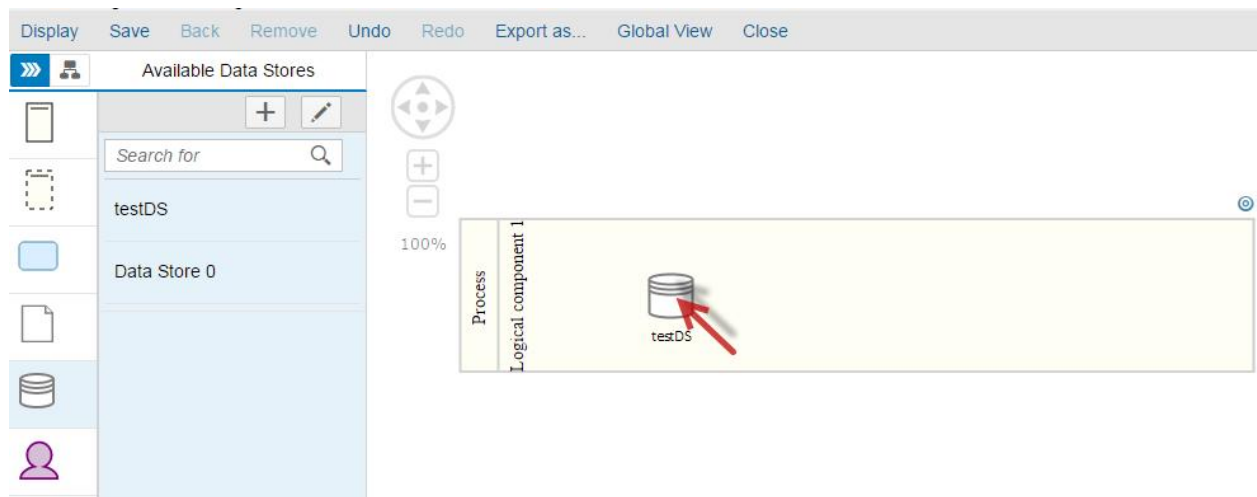 Display Save Back Remove Undo Redo Export as... Global View Close
Available Data Stores
Search for
testDS
Data Store 0
100%
Process
Logical component 1
testDS